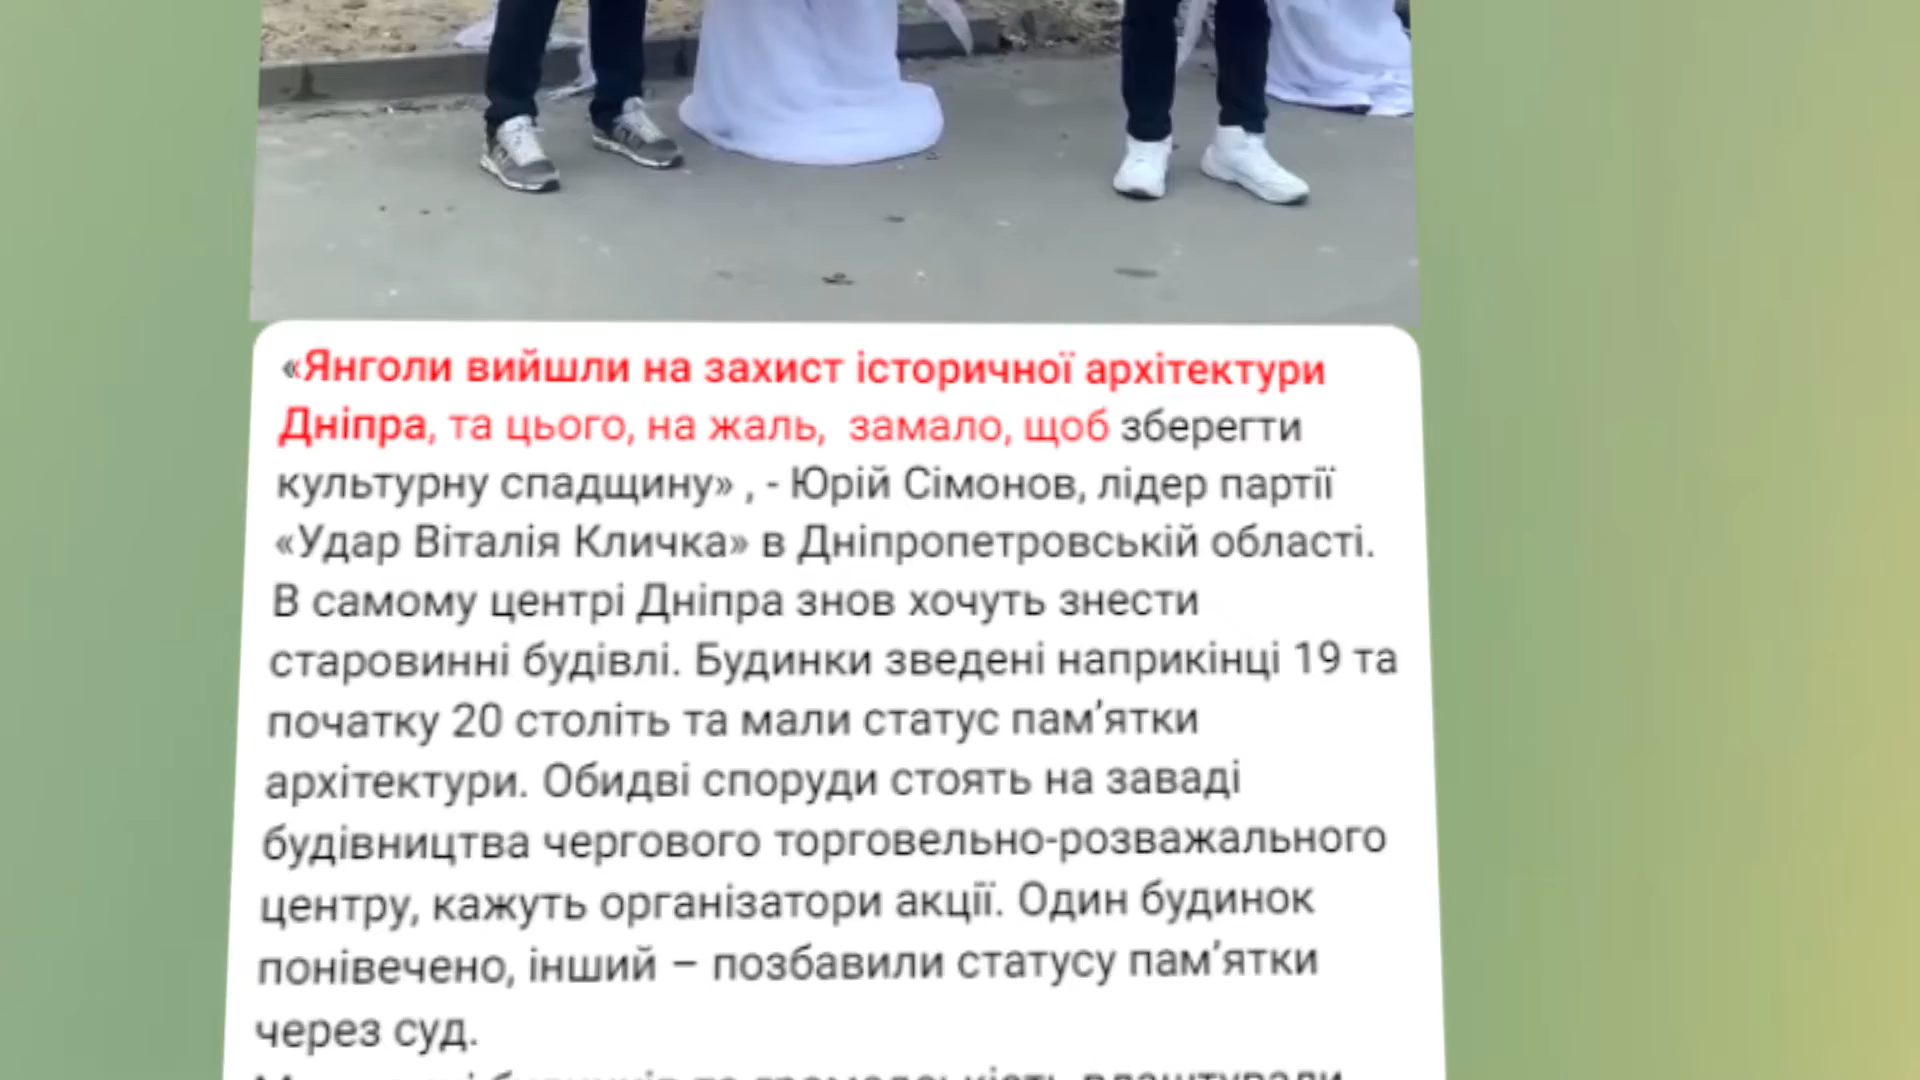 «Янголи вийшли на захист історичної архітектури
Дніпра, та цього, на жаль, замало, щоб зберегти
культурну спадщину» , - Юрій Сімонов, лідер партії
«Удар Віталія Кличка» в Дніпропетровській області.
В самому центрі Дніпра знов хочуть знести
старовинні будівлі. Будинки зведені наприкінці 19 та
початку 20 століть та мали статус пам’ятки
архітектури. Обидві споруди стоять на заваді
будівництва чергового торговельно-розважального
центру, кажуть організатори акції. Один будинок
понівечено, інший – позбавили статусу пам’ятки
через суд.